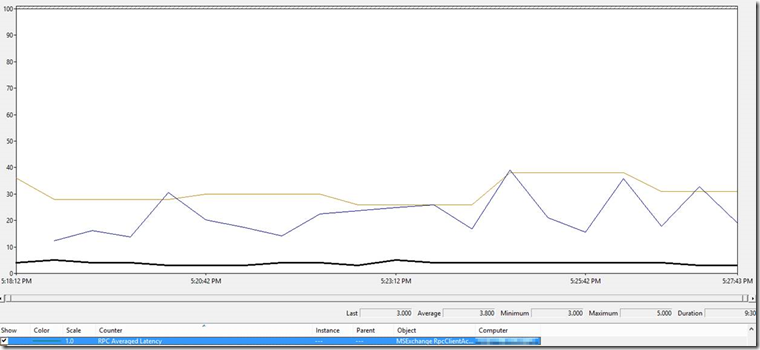 100
90
80
70
60
50
40
30
20
10
0
5:18:12 PM 5:20:42 PM 5:23:12 PM 5:25:42 PM 5:27:43 PM
Last 3.000 Average 3.800 Minimum 3.000 Maximum 5.000 Duration 9:30
Show Color Scale Counter Instance Parent Object Computer
1.0 RPC Averaged Latency --- --- MSExchange RpcClientAc...